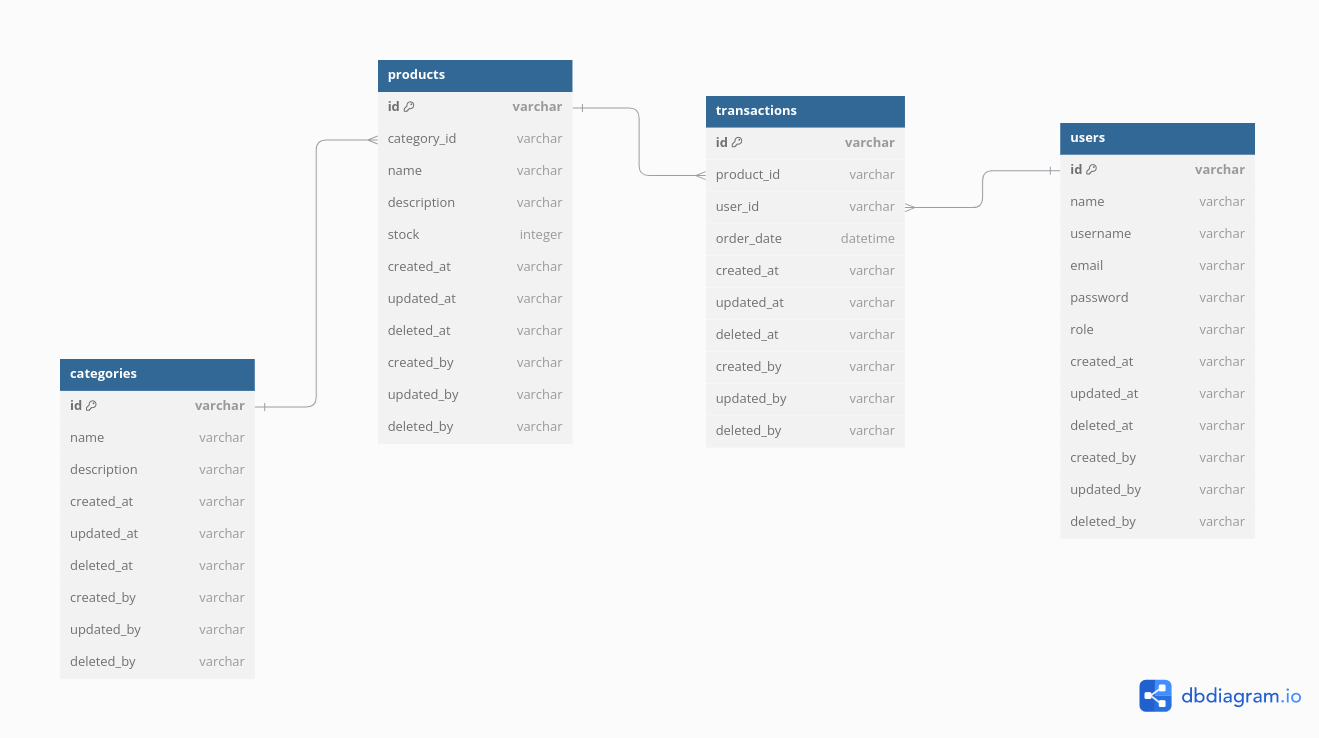 products
id varchar
category_id varchar
name varchar
description varchar
stock integer
created_at varchar
updated_at varchar
deleted_at varchar
created_by varchar
updated_by varchar
deleted_by varchar
transactions
id varchar
product_id varchar
user_id varchar
order_date datetime
created_at varchar
updated_at varchar
deleted_at varchar
created_by varchar
updated_by varchar
deleted_by varchar
users
id varchar
name varchar
username varchar
email varchar
password varchar
role varchar
created_at varchar
updated_at varchar
deleted_at varchar
created_by varchar
updated_by varchar
deleted_by varchar
categories
id varchar
name varchar
description varchar
created_at varchar
updated_at varchar
deleted_at varchar
created_by varchar
updated_by varchar
deleted_by varchar
dbdiagram.io